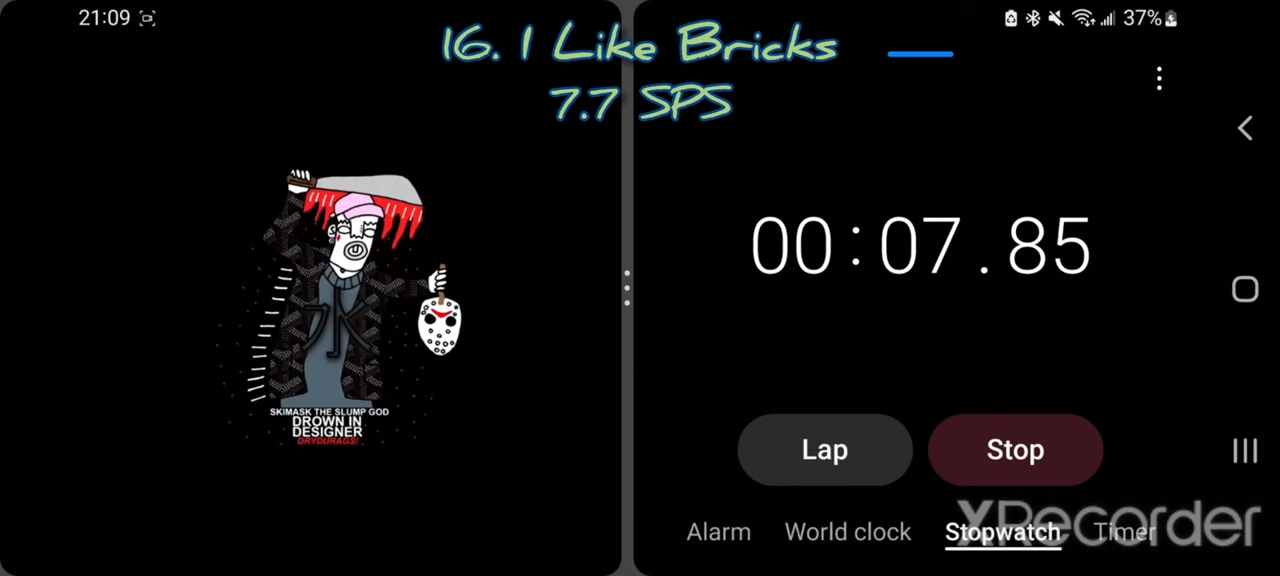 21:09
37%
16. I Like Bricks
7.7 SPS
00:07.85
水
SKIMASK THE SLUMP GOD
DROWN IN
DESIGNER
DRYDURAGS!
Lap
Stop
Alarm
World clock
Stopwatch
Timer
XRecorder